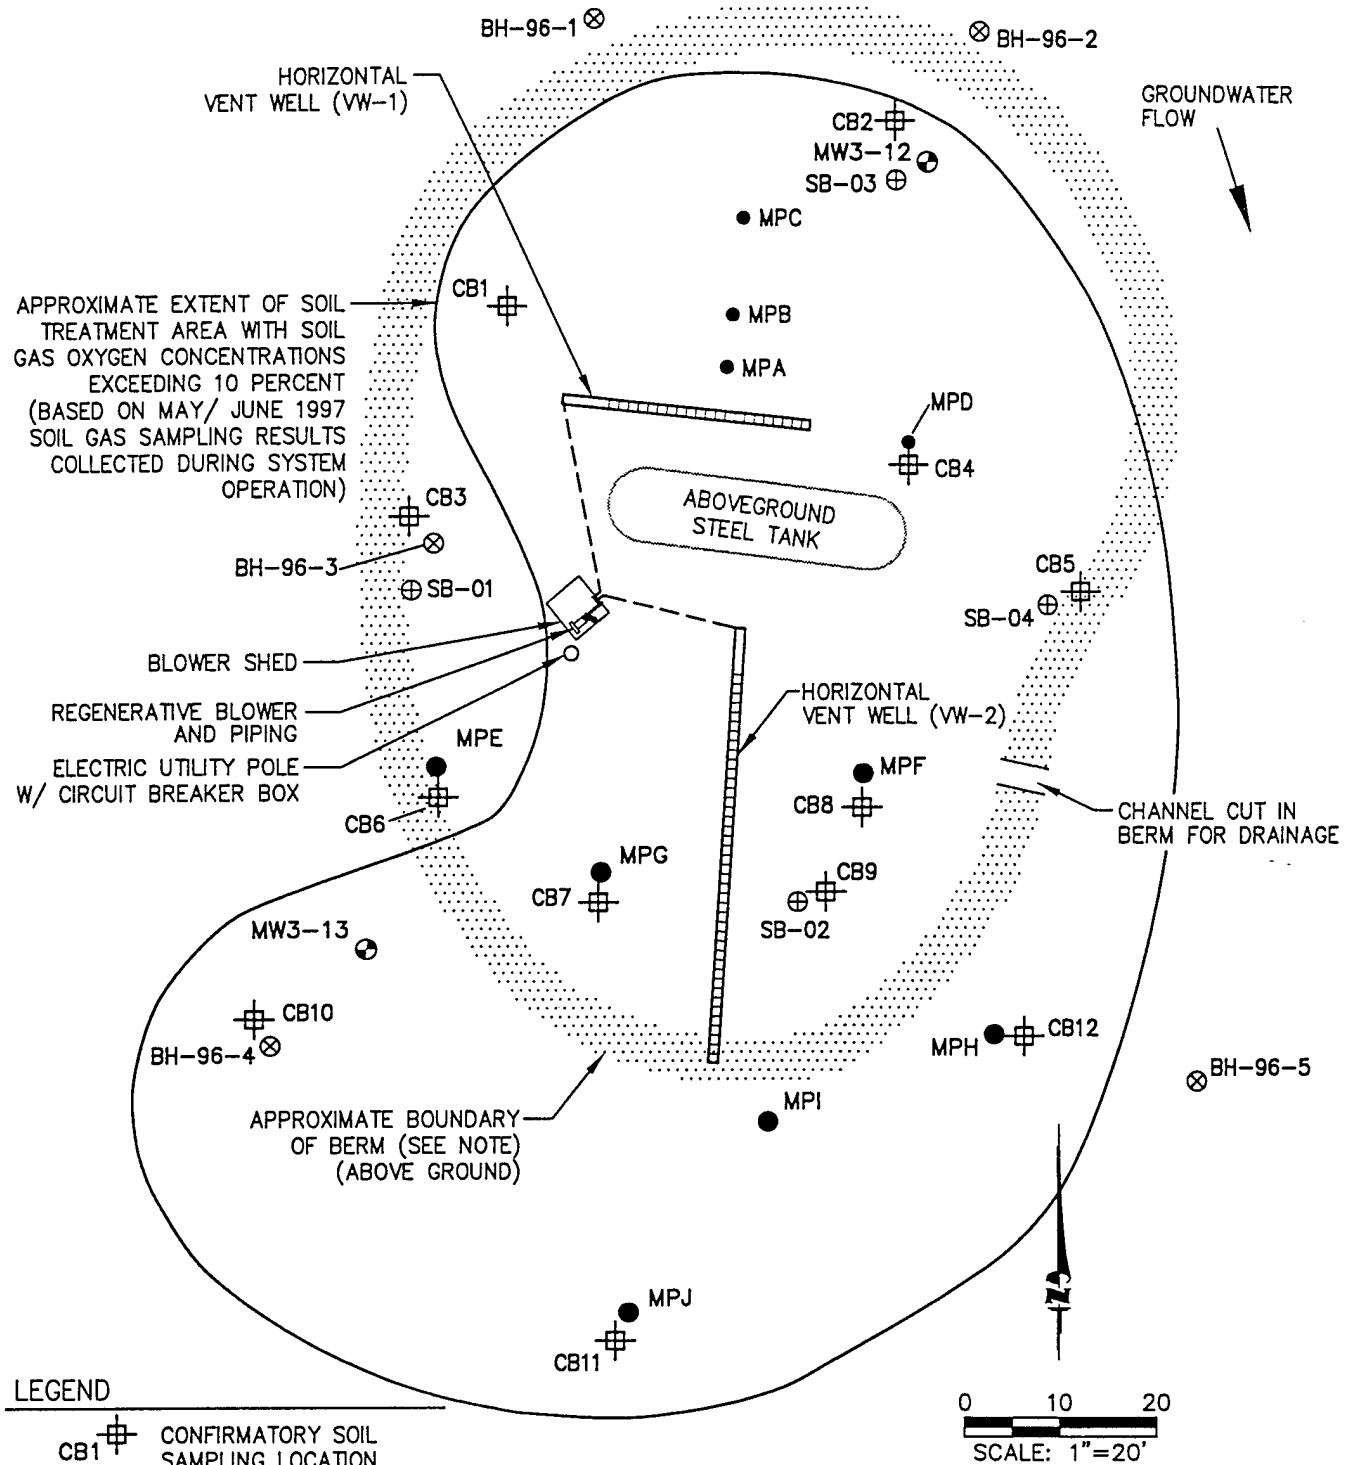 BH-96-1
BH-96-2
HORIZONTAL
VENT WELL (VW-1)
GROUNDWATER
FLOW
CB2
MW3-12
SB-03
MPC
CB1
MPB
MPA
APPROXIMATE EXTENT OF SOIL
TREATMENT AREA WITH SOIL
GAS OXYGEN CONCENTRATIONS
EXCEEDING 10 PERCENT
(BASED ON MAY/ JUNE 1997
SOIL GAS SAMPLING RESULTS
COLLECTED DURING SYSTEM
OPERATION)
MPD
CB4
CB3
ABOVEGROUND
STEEL TANK
BH-96-3
SB-01
CB5
SB-04
BLOWER SHED
REGENERATIVE BLOWER
AND PIPING
ELECTRIC UTILITY POLE
W/ CIRCUIT BREAKER BOX
HORIZONTAL
VENT WELL (VW-2)
MPE
CB6
MPF
CB8
CHANNEL CUT IN
BERM FOR DRAINAGE
MPG
CB7
CB9
SB-02
MW3-13
CB10
BH-96-4
MPH
CB12
BH-96-5
APPROXIMATE BOUNDARY
OF BERM (SEE NOTE)
(ABOVE GROUND)
MPI
N
MPJ
CB11
LEGEND
CB1
CONFIRMATORY SOIL
SAMPLING LOCATION
0 10 20
SCALE: 1"=20'